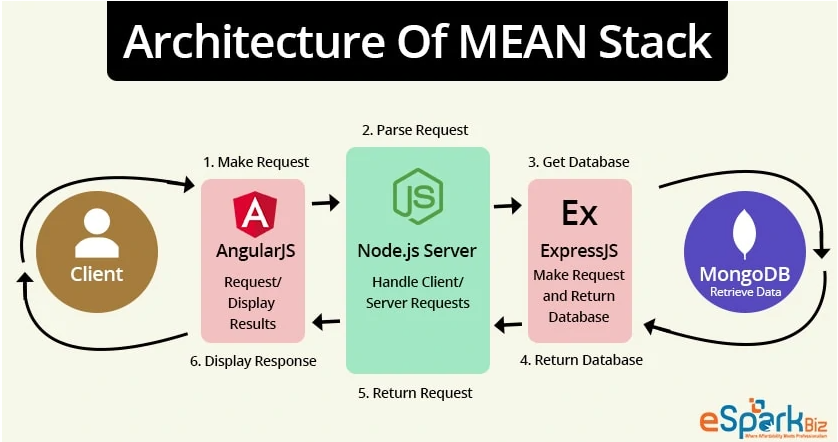 Architecture Of MEAN Stack
2. Parse Request
1. Make Request
3. Get Database
JS
Ex
Client
AngularJS
Node.js Server
ExpressJS
MongoDB
Retrieve Data
Request/
Display
Results
Handle Client/
Server Requests
Make Request
and Return
Database
6. Display Response
4. Return Database
5. Return Request
eSparkBiz
Where Affordability Meets Professionalism